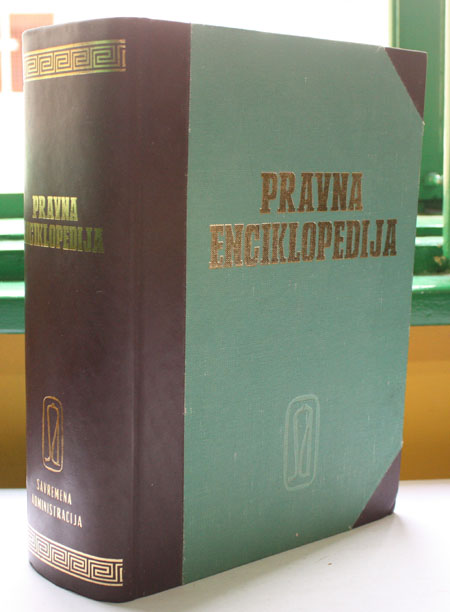 PRAVNA
ENCIKLOPEDIJA
SAVREMENA
ADMINISTRACIJA
PRAVNA
ENCIKLOPEDIJA